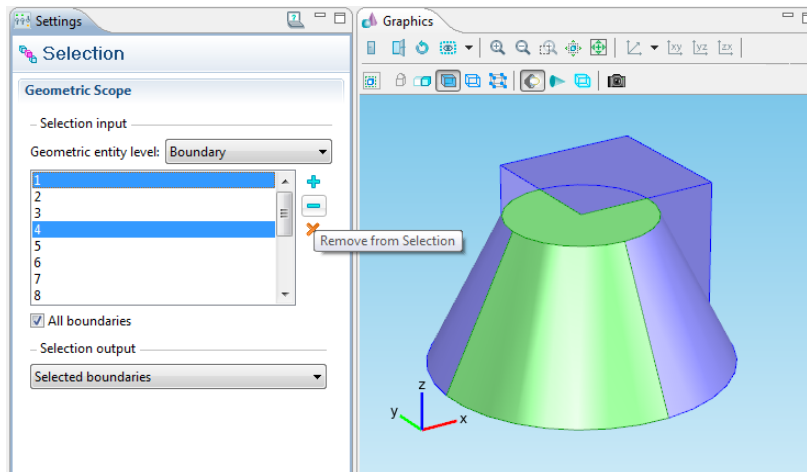 Settings
Selection
Geometric Scope
Selection input
Geometric entity level: Boundary
1
2
3
4
5
6
7
8
Remove from Selection
All boundaries
Selection output
Selected boundaries
Graphics
xy yz zx
z
y
x